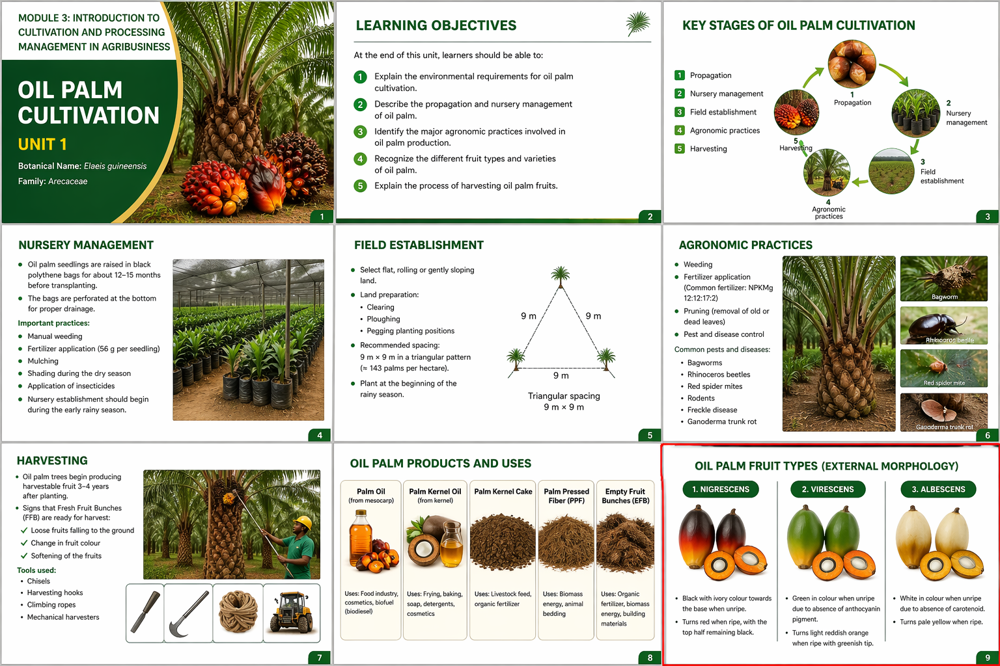 MODULE 3: INTRODUCTION TO
CULTIVATION AND PROCESSING
MANAGEMENT IN AGRIBUSINESS
OIL PALM
CULTIVATION
UNIT 1
Botanical Name: Elaeis guineensis
Family: Arecaceae
1
LEARNING OBJECTIVES
At the end of this unit, learners should be able to:
1 Explain the environmental requirements for oil palm
cultivation.
2 Describe the propagation and nursery management
of oil palm.
3 Identify the major agronomic practices involved in
oil palm production.
4 Recognize the different fruit types and varieties
of oil palm.
5 Explain the process of harvesting oil palm fruits.
2
KEY STAGES OF OIL PALM CULTIVATION
1 Propagation
2 Nursery management
3 Field establishment
4 Agronomic practices
5 Harvesting
1
Propagation
2
Nursery
management
3
Field
establishment
4
Agronomic
practices
5
Harvesting
3
NURSERY MANAGEMENT
• Oil palm seedlings are raised in black
polythene bags for about 12–15 months
before transplanting.
• The bags are perforated at the bottom
for proper drainage.
Important practices:
• Manual weeding
• Fertilizer application (56 g per seedling)
• Mulching
• Shading during the dry season
• Application of insecticides
• Nursery establishment should begin
during the early rainy season.
4
FIELD ESTABLISHMENT
• Select flat, rolling or gently sloping
land.
• Land preparation:
• Clearing
• Ploughing
• Pegging planting positions
• Recommended spacing:
9 m × 9 m in a triangular pattern
(≈ 143 palms per hectare).
• Plant at the beginning of the
rainy season.
9 m
9 m
9 m
Triangular spacing
9 m × 9 m
5
AGRONOMIC PRACTICES
• Weeding
• Fertilizer application
(Common fertilizer: NPKMg
12:12:17:2)
• Pruning (removal of old or
dead leaves)
• Pest and disease control
Common pests and diseases:
• Bagworms
• Rhinoceros beetles
• Red spider mites
• Rodents
• Freckle disease
• Ganoderma trunk rot
Bagworm
Red spider mite
Ganoderma trunk rot
6
HARVESTING
• Oil palm trees begin producing
harvestable fruit 3–4 years
after planting.
• Signs that Fresh Fruit Bunches
(FFB) are ready for harvest:
✓ Loose fruits falling to the ground
✓ Change in fruit colour
✓ Softening of the fruits
Tools used:
• Chisels
• Harvesting hooks
• Climbing ropes
• Mechanical harvesters
7
OIL PALM PRODUCTS AND USES
Palm Oil
(from mesocarp)
Uses: Food industry,
cosmetics, biofuel
(biodiesel)
Palm Kernel Oil
(from kernel)
Uses: Frying, baking,
soap, detergents,
cosmetics
Palm Kernel Cake
Uses: Livestock feed,
organic fertilizer
Palm Pressed
Fiber (PPF)
Uses: Biomass
energy, animal
bedding
Empty Fruit
Bunches (EFB)
Uses: Organic
fertilizer, biomass
energy, building
materials
8
OIL PALM FRUIT TYPES (EXTERNAL MORPHOLOGY)
1. NIGRESCENS
• Black with ivory colour towards
the base when unripe.
• Turns red when ripe, with the
top half remaining black.
2. VIRESCENS
• Green in colour when unripe
due to absence of anthocyanin
pigment.
• Turns light reddish orange
when ripe with greenish tip.
3. ALBESCENS
• White in colour when unripe
due to absence of carotenoid.
• Turns pale yellow when ripe.
9